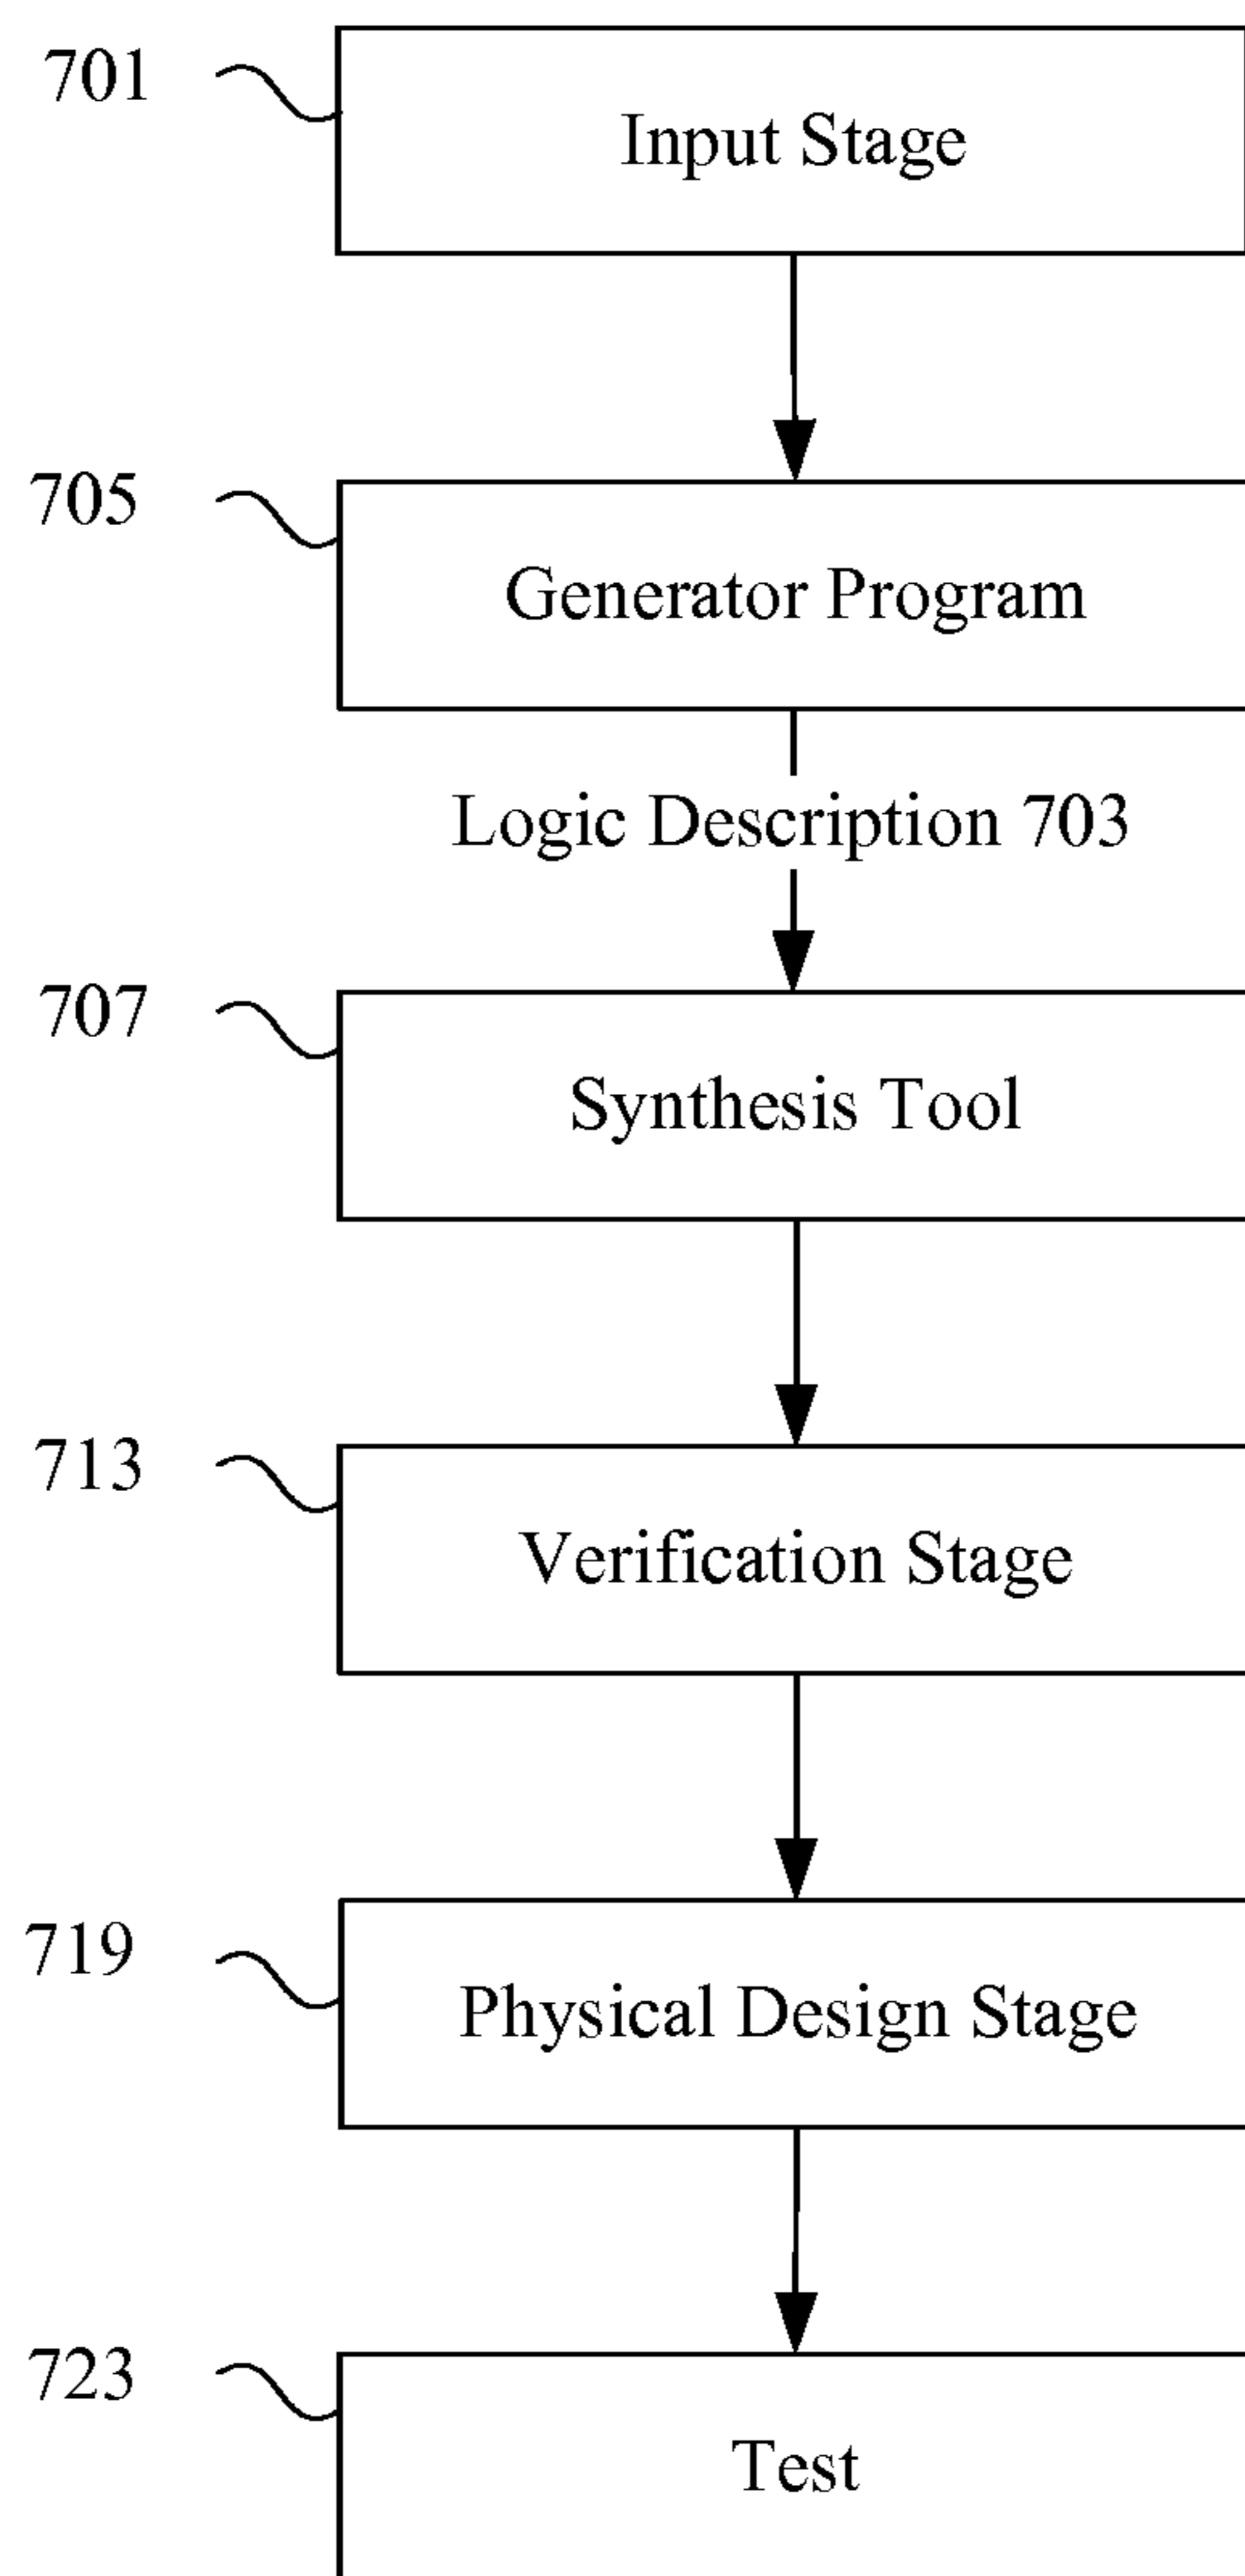 701
Input Stage
705
Generator Program
Logic Description 703
707
Synthesis Tool
713
Verification Stage
719
Physical Design Stage
723
Test